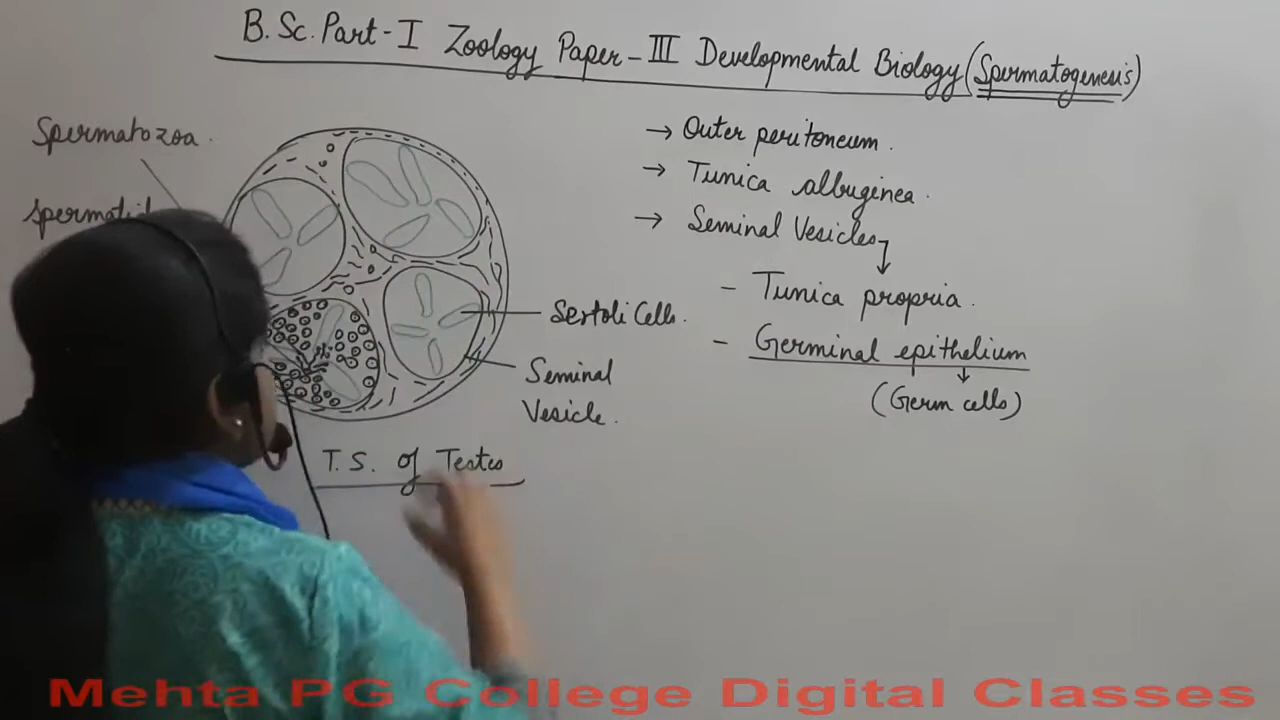 B.Sc. Part-I Zoology Paper-III Developmental Biology (Spermatogenesis)
Spermatozoa.
→ Outer peritoneum.
→ Tunica albuginea.
→ Seminal Vesicles
- Tunica propria.
- Germinal epithelium
(Germ cells)
Sertoli Cells.
Seminal
Vesicle.
T.S. of Testes
Mehta PG College Digital Classes